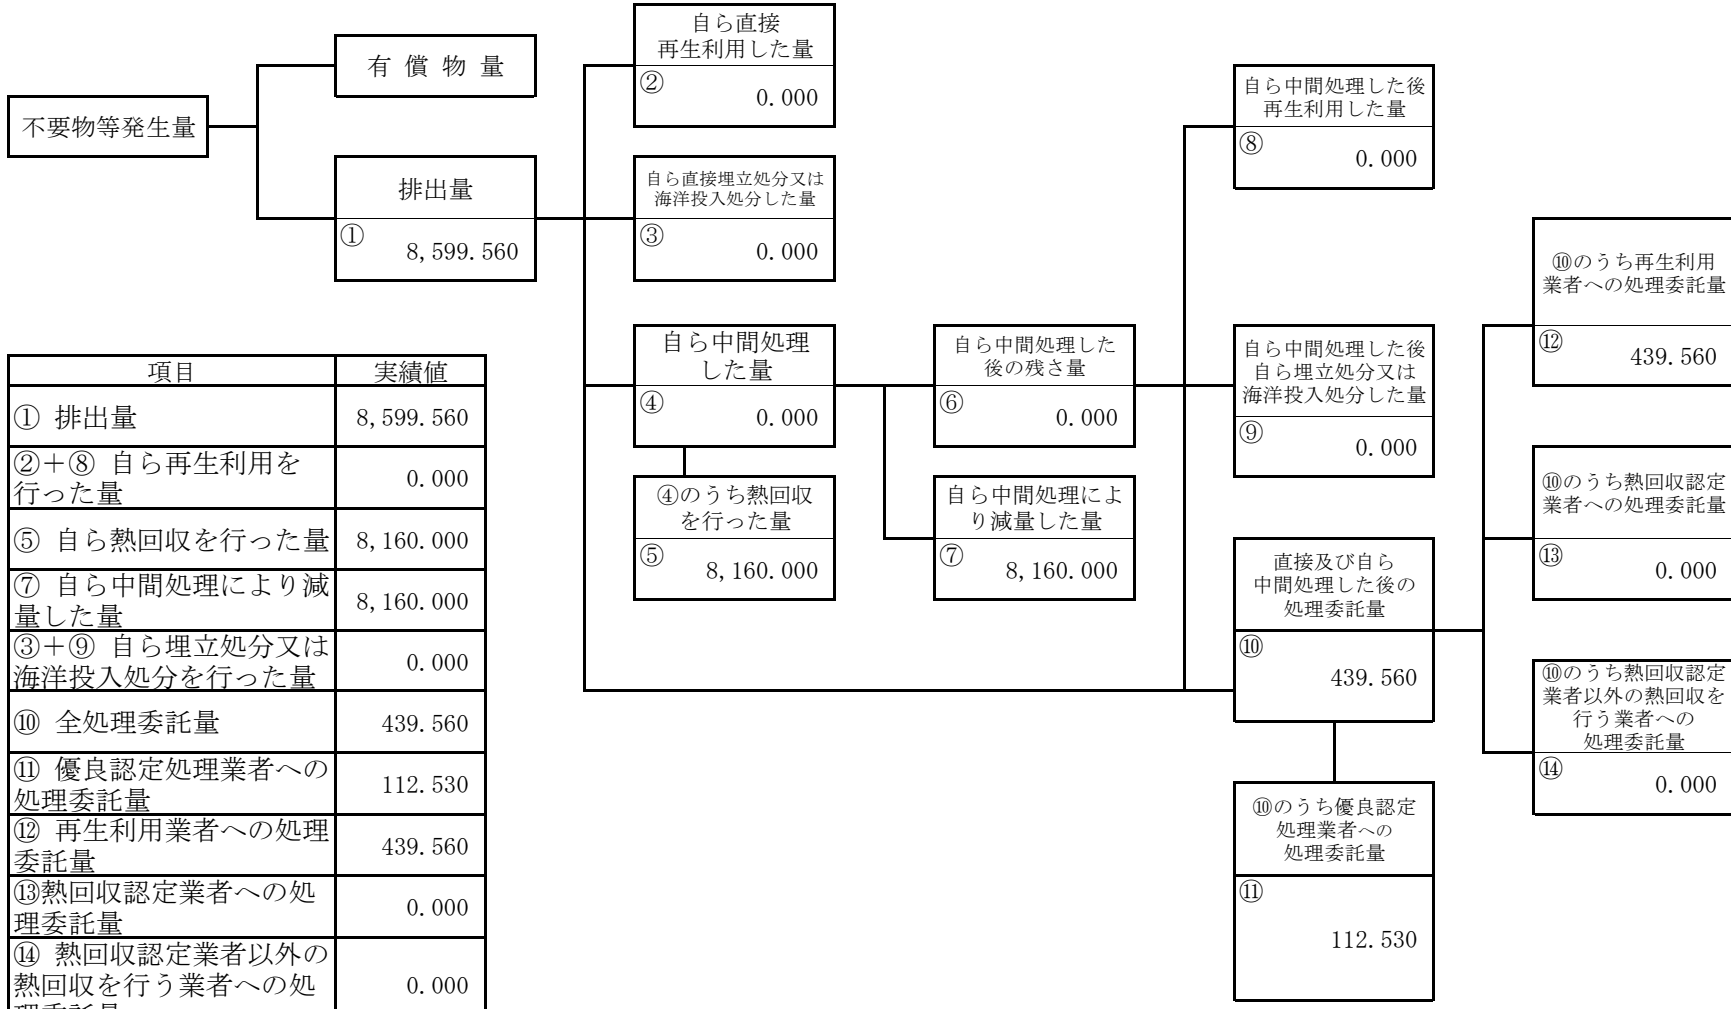 不要物等発生量
有 償 物 量
排出量
① 8,599.560
自ら直接
再生利用した量
② 0.000
自ら直接埋立処分又は
海洋投入処分した量
③ 0.000
自ら中間処理
した量
④ 0.000
④のうち熱回収
を行った量
⑤ 8,160.000
自ら中間処理した
後の残さ量
⑥ 0.000
自ら中間処理によ
り減量した量
⑦ 8,160.000
自ら中間処理した後
再生利用した量
⑧ 0.000
自ら中間処理した後
自ら埋立処分又は
海洋投入処分した量
⑨ 0.000
直接及び自ら
中間処理した後の
処理委託量
⑩ 439.560
⑩のうち優良認定
処理業者への
処理委託量
⑪ 112.530
⑩のうち再生利用
業者への処理委託量
⑫ 439.560
⑩のうち熱回収認定
業者への処理委託量
⑬ 0.000
⑩のうち熱回収認定
業者以外の熱回収を
行う業者への
処理委託量
⑭ 0.000
項目 実績値
① 排出量 8,599.560
②+⑧ 自ら再生利用を
行った量 0.000
⑤ 自ら熱回収を行った量 8,160.000
⑦ 自ら中間処理により減
量した量 8,160.000
③+⑨ 自ら埋立処分又は
海洋投入処分を行った量 0.000
⑩ 全処理委託量 439.560
⑪ 優良認定処理業者への
処理委託量 112.530
⑫ 再生利用業者への処理
委託量 439.560
⑬熱回収認定業者への処
理委託量 0.000
⑭ 熱回収認定業者以外の
熱回収を行う業者への処 0.000